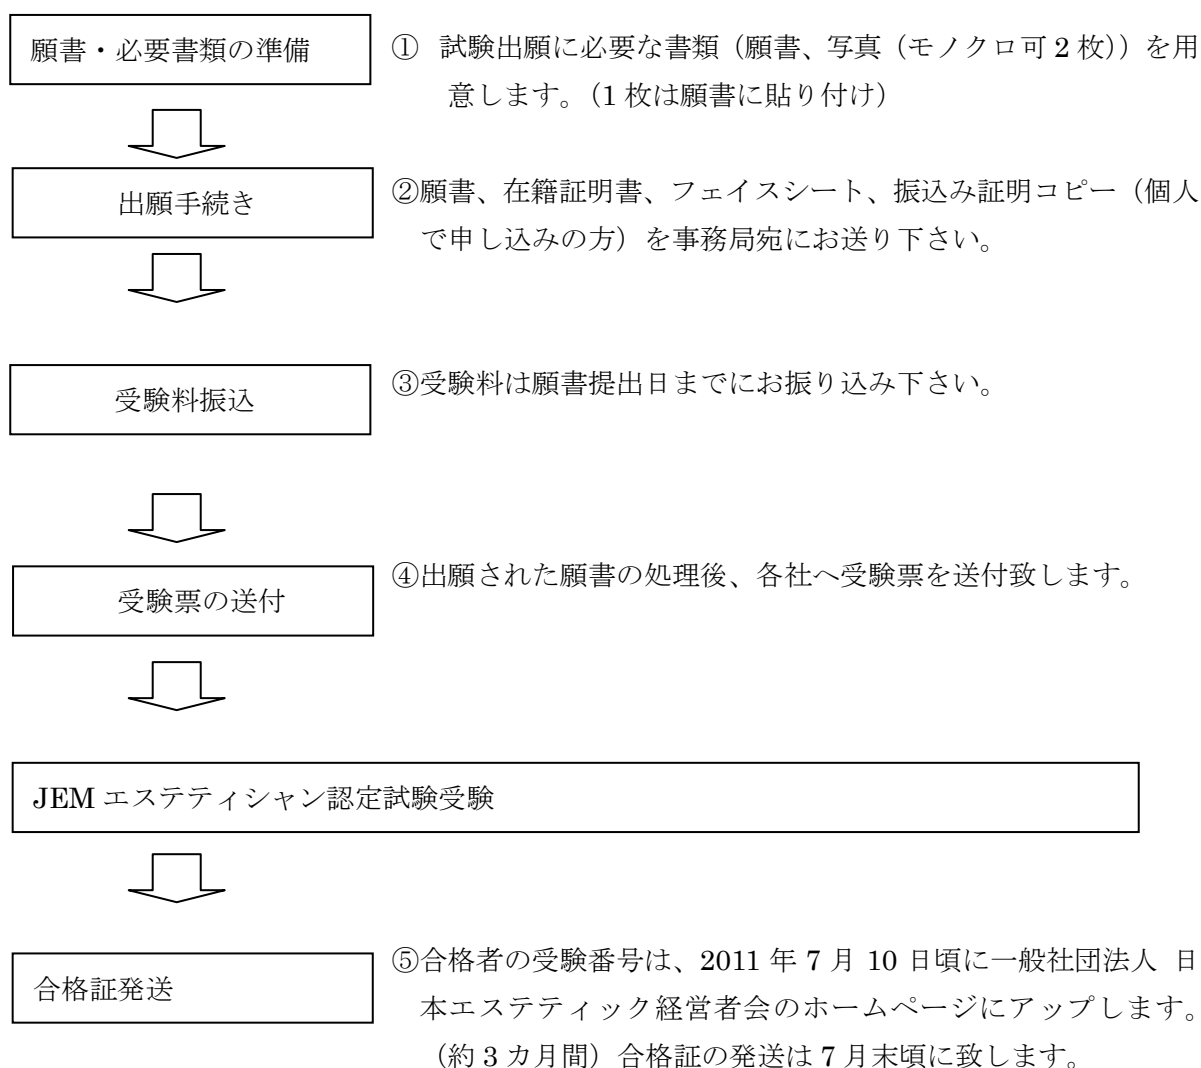 願書・必要書類の準備
① 試験出願に必要な書類（願書、写真（モノクロ可 2 枚））を用
意します。（1 枚は願書に貼り付け）
出願手続き
②願書、在籍証明書、フェイスシート、振込み証明コピー（個人
で申し込みの方）を事務局宛にお送り下さい。
受験料振込
③受験料は願書提出日までにお振り込み下さい。
受験票の送付
④出願された願書の処理後、各社へ受験票を送付致します。
JEM エステティシャン認定試験受験
合格証発送
⑤合格者の受験番号は、2011 年 7 月 10 日頃に一般社団法人 日
本エステティック経営者会のホームページにアップします。
（約 3 カ月間）合格証の発送は 7 月末頃に致します。